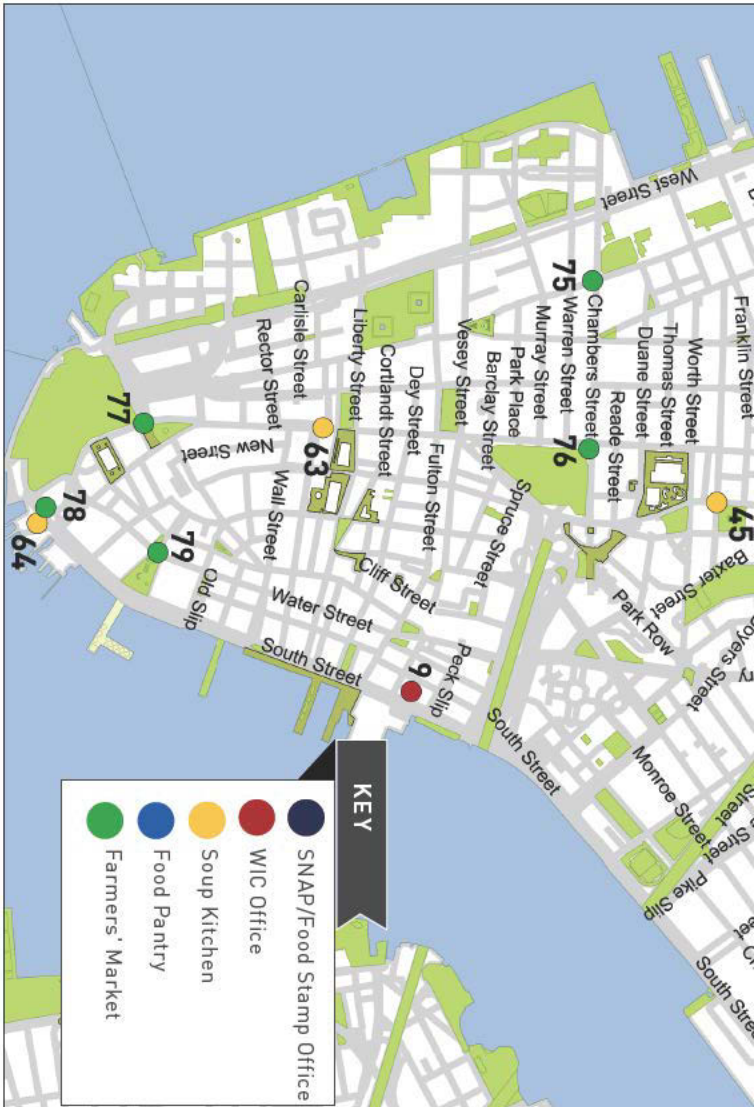 West Street
Franklin Street
Worth Street
Thomas Street
Duane Street
Reade Street
Chambers Street
Warren Street
Murray Street
Park Place
Barclay Street
Vesey Street
Dey Street
Cortlandt Street
Liberty Street
Carlisle Street
Rector Street
New Street
Wall Street
Fulton Street
Spruce Street
Cliff Street
Water Street
Old Slip
South Street
Peck Slip
South Street
Park Row
Baxter Street
Monroe Street
Street
Street
Pike Slip
South Street
45
75
76
63
77
78
64
79
9
KEY
SNAP/Food Stamp Office
WIC Office
Soup Kitchen
Food Pantry
Farmers' Market